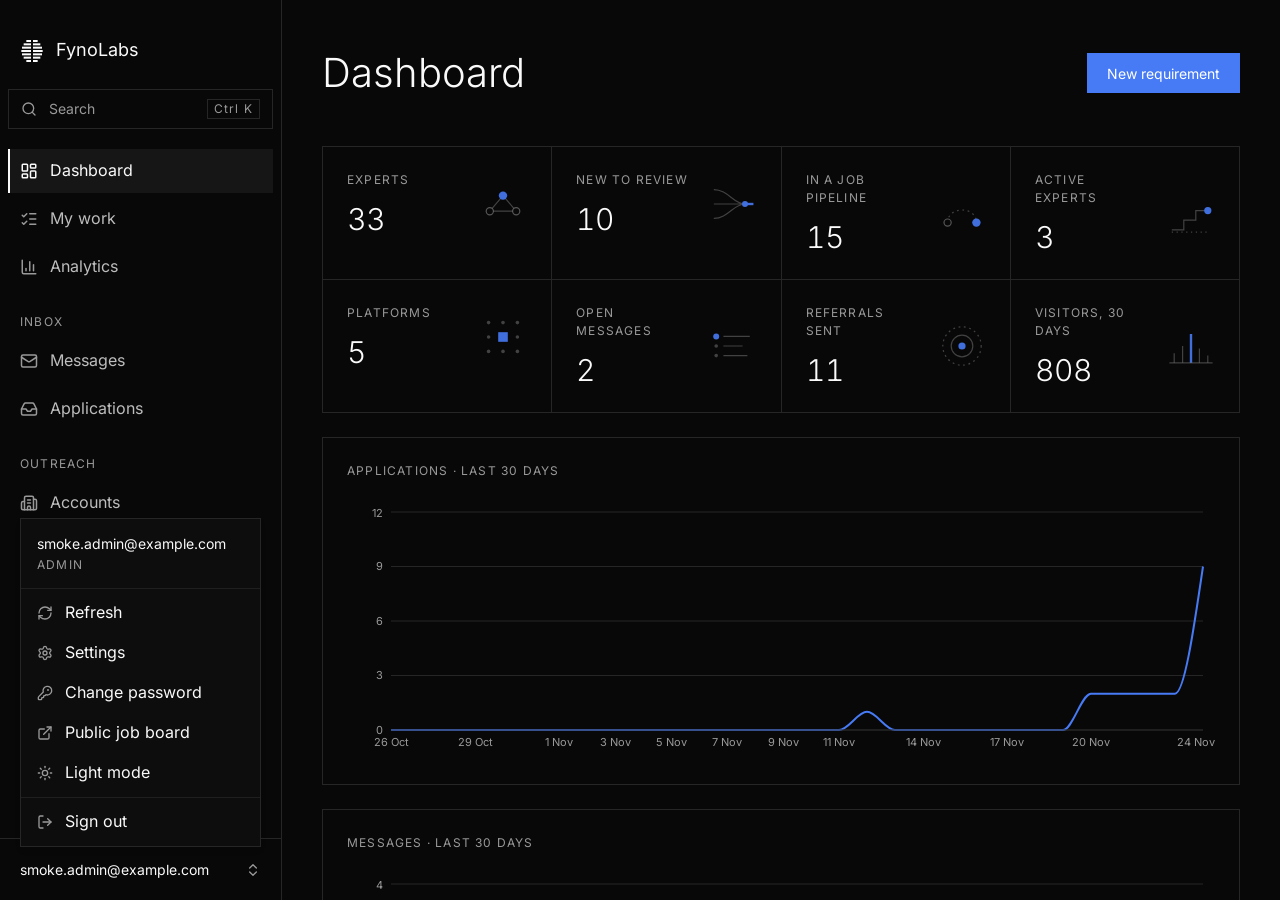 FynoLabs
Search
Ctrl K
Dashboard
My work
Analytics
INBOX
Messages
Applications
OUTREACH
Accounts
smoke.admin@example.com
ADMIN
Refresh
Settings
Change password
Public job board
Light mode
Sign out
smoke.admin@example.com
Dashboard
New requirement
EXPERTS
33
NEW TO REVIEW
10
IN A JOB
PIPELINE
15
ACTIVE
EXPERTS
3
PLATFORMS
5
OPEN
MESSAGES
2
REFERRALS
SENT
11
VISITORS, 30
DAYS
808
APPLICATIONS · LAST 30 DAYS
12
9
6
3
0
26 Oct 29 Oct 1 Nov 3 Nov 5 Nov 7 Nov 9 Nov 11 Nov 14 Nov 17 Nov 20 Nov 24 Nov
MESSAGES · LAST 30 DAYS
4